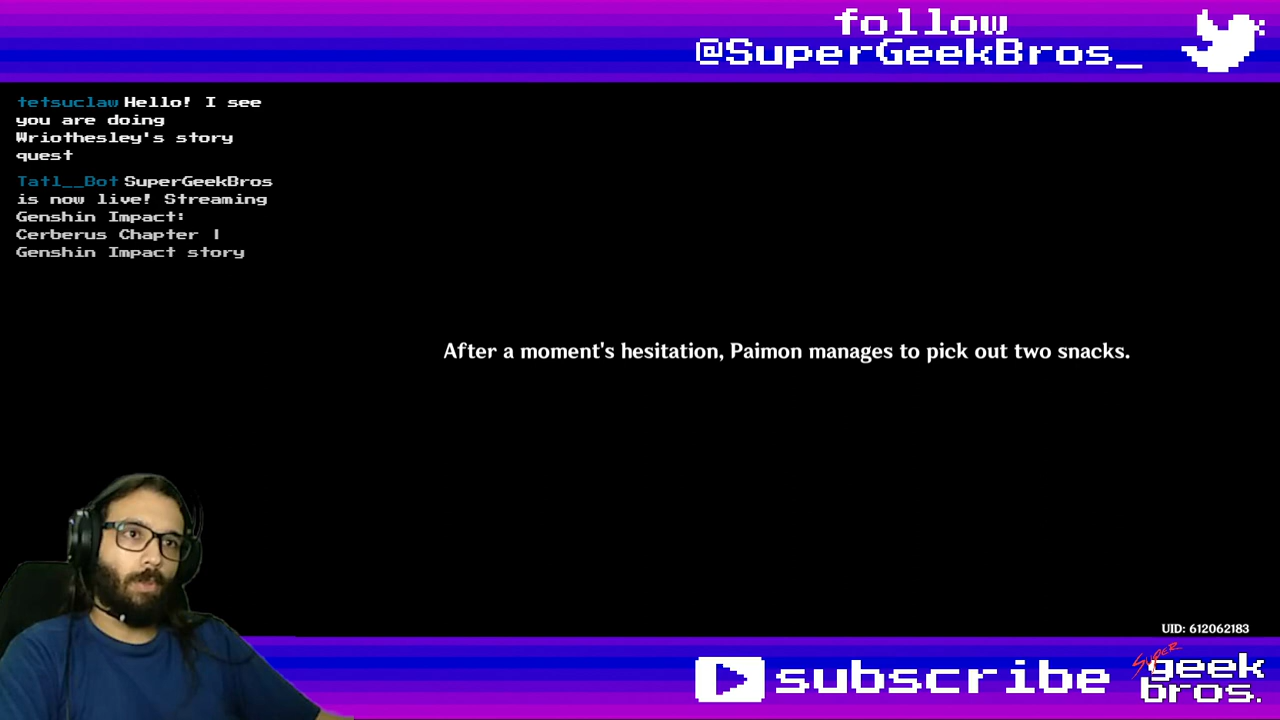 follow
@SuperGeekBros_
tetsuclaw Hello! I see
you are doing
Wriothesley's story
quest
Tatl__Bot SuperGeekBros
is now live! Streaming
Genshin Impact:
Cerberus Chapter |
Genshin Impact story
After a moment's hesitation, Paimon manages to pick out two snacks.
UID: 612062183
subscribe
SUPER
geek
bros.